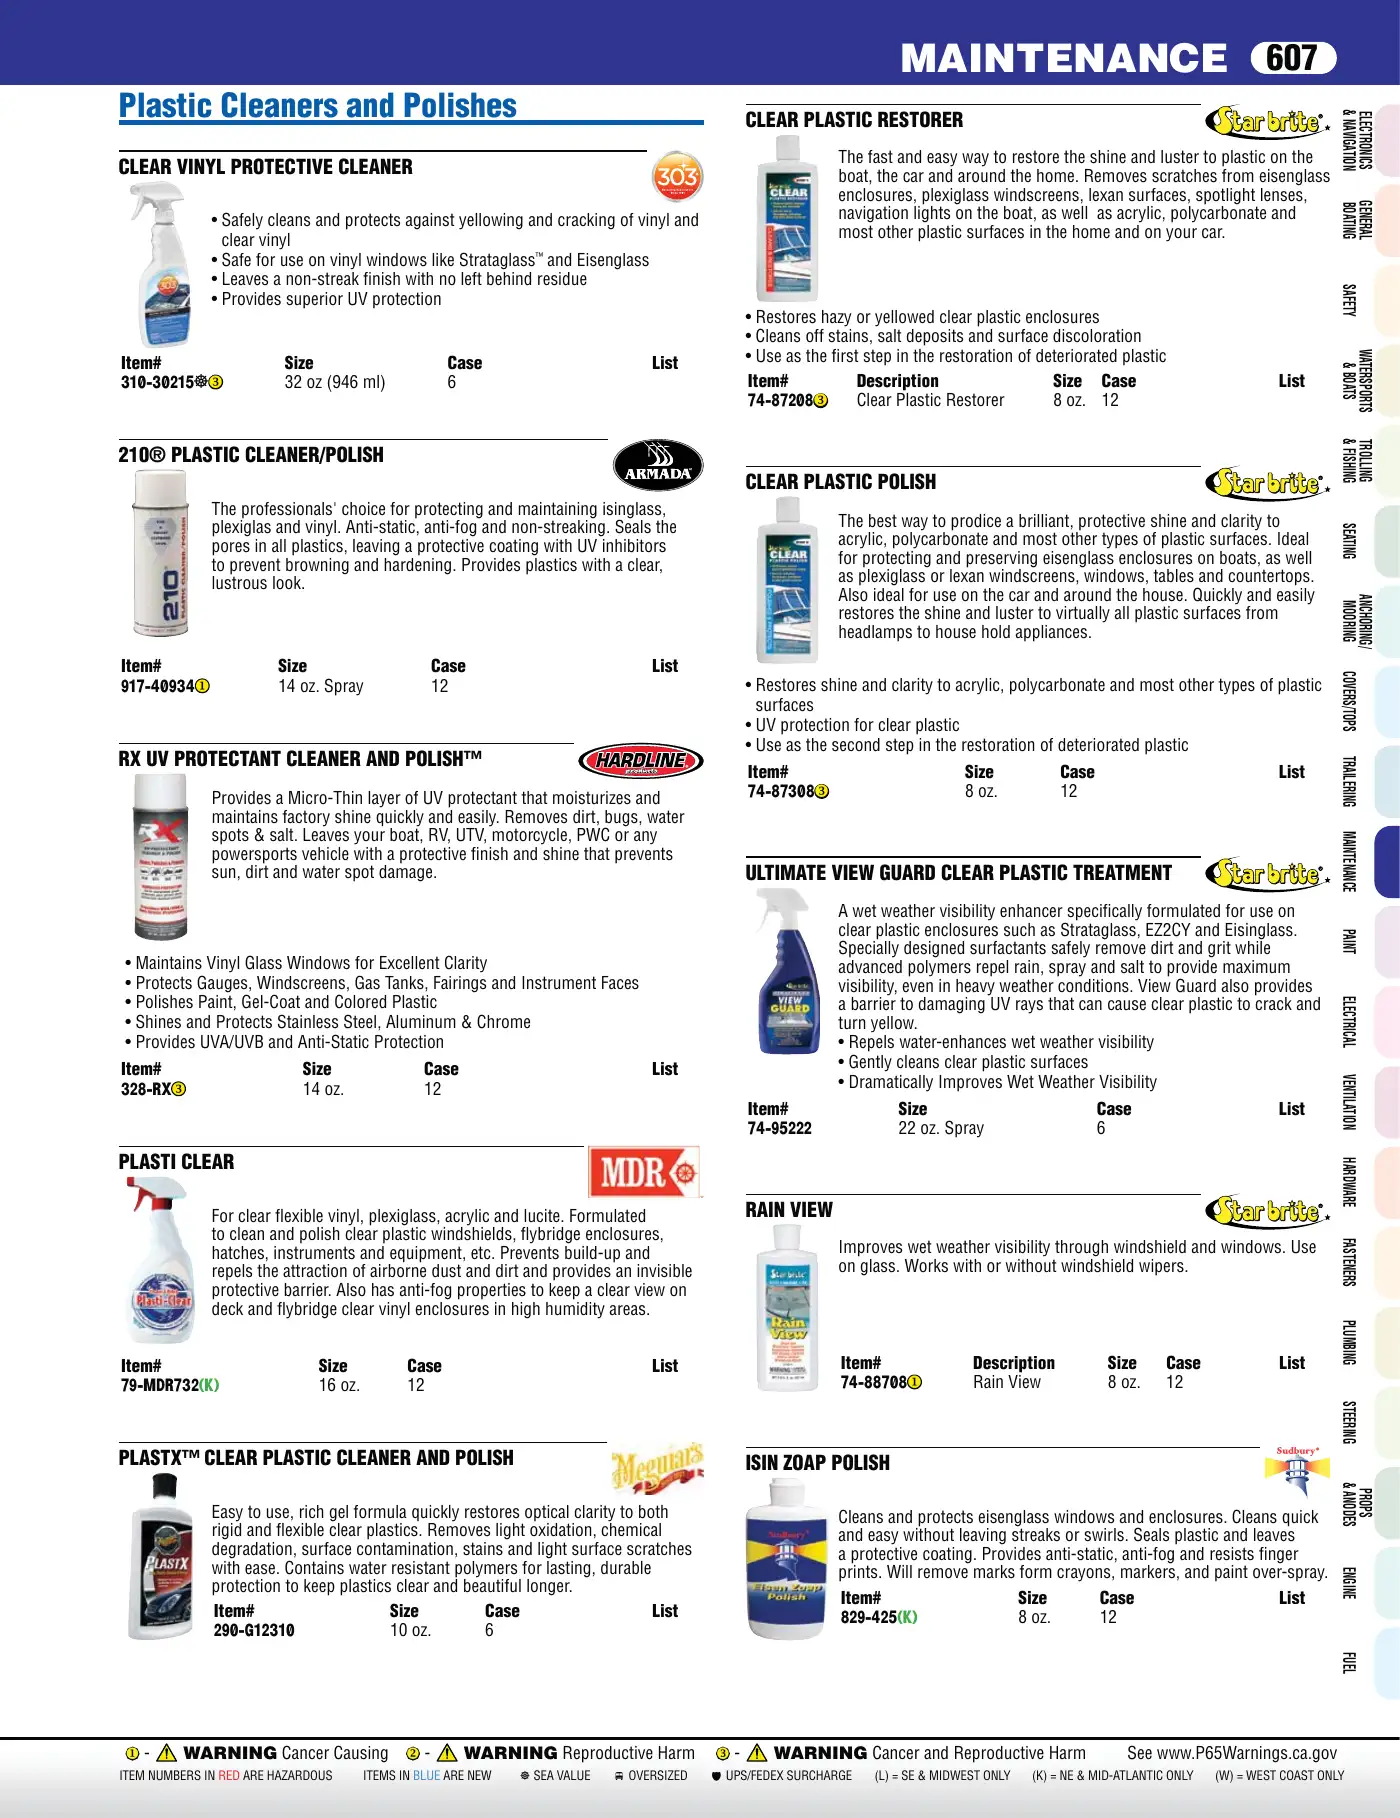 MAINTENANCE 607
Plastic Cleaners and Polishes
CLEAR VINYL PROTECTIVE CLEANER
303
• Safely cleans and protects against yellowing and cracking of vinyl and
clear vinyl
• Safe for use on vinyl windows like Strataglass™ and Eisenglass
• Leaves a non-streak finish with no left behind residue
• Provides superior UV protection
Item# Size Case List
310-30215 3 32 oz (946 ml) 6
210® PLASTIC CLEANER/POLISH
ARMADA
The professionals' choice for protecting and maintaining isinglass,
plexiglas and vinyl. Anti-static, anti-fog and non-streaking. Seals the
pores in all plastics, leaving a protective coating with UV inhibitors
to prevent browning and hardening. Provides plastics with a clear,
lustrous look.
210
PLASTIC CLEANER/POLISH
Item# Size Case List
917-40934 1 14 oz. Spray 12
RX UV PROTECTANT CLEANER AND POLISH™
HARDLINE
PRODUCTS
Provides a Micro-Thin layer of UV protectant that moisturizes and
maintains factory shine quickly and easily. Removes dirt, bugs, water
spots & salt. Leaves your boat, RV, UTV, motorcycle, PWC or any
powersports vehicle with a protective finish and shine that prevents
sun, dirt and water spot damage.
RX
• Maintains Vinyl Glass Windows for Excellent Clarity
• Protects Gauges, Windscreens, Gas Tanks, Fairings and Instrument Faces
• Polishes Paint, Gel-Coat and Colored Plastic
• Shines and Protects Stainless Steel, Aluminum & Chrome
• Provides UVA/UVB and Anti-Static Protection
Item# Size Case List
328-RX 3 14 oz. 12
PLASTI CLEAR
MDR
For clear flexible vinyl, plexiglass, acrylic and lucite. Formulated
to clean and polish clear plastic windshields, flybridge enclosures,
hatches, instruments and equipment, etc. Prevents build-up and
repels the attraction of airborne dust and dirt and provides an invisible
protective barrier. Also has anti-fog properties to keep a clear view on
deck and flybridge clear vinyl enclosures in high humidity areas.
Plasti-Clear
Item# Size Case List
79-MDR732(K) 16 oz. 12
PLASTX™ CLEAR PLASTIC CLEANER AND POLISH
Meguiar's
Easy to use, rich gel formula quickly restores optical clarity to both
rigid and flexible clear plastics. Removes light oxidation, chemical
degradation, surface contamination, stains and light surface scratches
with ease. Contains water resistant polymers for lasting, durable
protection to keep plastics clear and beautiful longer.
PLASTX
Item# Size Case List
290-G12310 10 oz. 6
CLEAR PLASTIC RESTORER
Star brite
The fast and easy way to restore the shine and luster to plastic on the
boat, the car and around the home. Removes scratches from eisenglass
enclosures, plexiglass windscreens, lexan surfaces, spotlight lenses,
navigation lights on the boat, as well as acrylic, polycarbonate and
most other plastic surfaces in the home and on your car.
CLEAR
PLASTIC RESTORER
• Restores hazy or yellowed clear plastic enclosures
• Cleans off stains, salt deposits and surface discoloration
• Use as the first step in the restoration of deteriorated plastic
Item# Description Size Case List
74-87208 3 Clear Plastic Restorer 8 oz. 12
CLEAR PLASTIC POLISH
Star brite
The best way to prodice a brilliant, protective shine and clarity to
acrylic, polycarbonate and most other types of plastic surfaces. Ideal
for protecting and preserving eisenglass enclosures on boats, as well
as plexiglass or lexan windscreens, windows, tables and countertops.
Also ideal for use on the car and around the house. Quickly and easily
restores the shine and luster to virtually all plastic surfaces from
headlamps to house hold appliances.
CLEAR
PLASTIC POLISH
• Restores shine and clarity to acrylic, polycarbonate and most other types of plastic
surfaces
• UV protection for clear plastic
• Use as the second step in the restoration of deteriorated plastic
Item# Size Case List
74-87308 3 8 oz. 12
ULTIMATE VIEW GUARD CLEAR PLASTIC TREATMENT
Star brite
A wet weather visibility enhancer specifically formulated for use on
clear plastic enclosures such as Strataglass, EZ2CY and Eisinglass.
Specially designed surfactants safely remove dirt and grit while
advanced polymers repel rain, spray and salt to provide maximum
visibility, even in heavy weather conditions. View Guard also provides
a barrier to damaging UV rays that can cause clear plastic to crack and
turn yellow.
VIEW
GUARD
• Repels water-enhances wet weather visibility
• Gently cleans clear plastic surfaces
• Dramatically Improves Wet Weather Visibility
Item# Size Case List
74-95222 22 oz. Spray 6
RAIN VIEW
Star brite
Improves wet weather visibility through windshield and windows. Use
on glass. Works with or without windshield wipers.
Star brite
Rain
View
Item# Description Size Case List
74-88708 1 Rain View 8 oz. 12
ISIN ZOAP POLISH
Sudbury
Cleans and protects eisenglass windows and enclosures. Cleans quick
and easy without leaving streaks or swirls. Seals plastic and leaves
a protective coating. Provides anti-static, anti-fog and resists finger
prints. Will remove marks form crayons, markers, and paint over-spray.
Sudbury
Eisen Zoap
Polish
Item# Size Case List
829-425(K) 8 oz. 12
ELECTRONICS
& NAVIGATION
GENERAL
BOATING
SAFETY
WATERSPORTS
& BOATS
TROLLING
& FISHING
SEATING
ANCHORING/
MOORING
COVERS/TOPS
TRAILERING
MAINTENANCE
PAINT
ELECTRICAL
VENTILATION
HARDWARE
FASTENERS
PLUMBING
STEERING
PROPS
& ANODES
ENGINE
FUEL
1 - WARNING Cancer Causing 2 - WARNING Reproductive Harm 3 - WARNING Cancer and Reproductive Harm See www.P65Warnings.ca.gov
ITEM NUMBERS IN RED ARE HAZARDOUS ITEMS IN BLUE ARE NEW SEA VALUE OVERSIZED UPS/FEDEX SURCHARGE (L) = SE & MIDWEST ONLY (K) = NE & MID-ATLANTIC ONLY (W) = WEST COAST ONLY